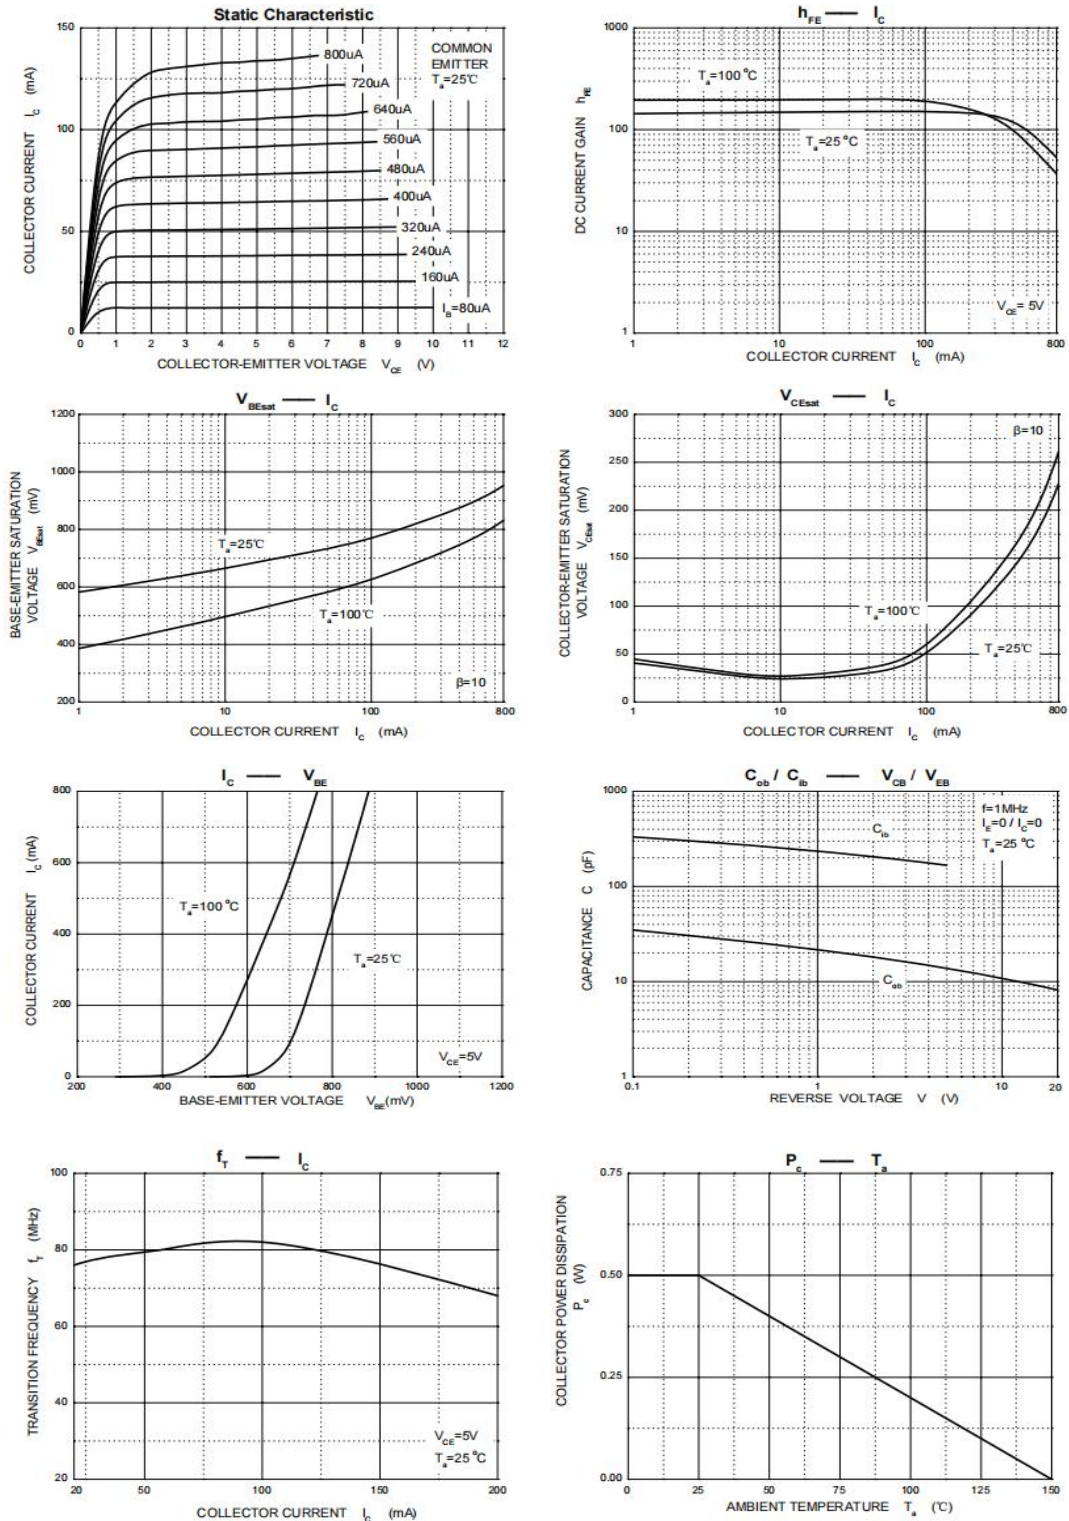 Static Characteristic
COLLECTOR CURRENT I_C (mA)
150
100
50
0
COMMON
EMITTER
T_a=25℃
800uA
720uA
640uA
560uA
480uA
400uA
320uA
240uA
160uA
I_B=80uA
0 1 2 3 4 5 6 7 8 9 10 11 12
COLLECTOR-EMITTER VOLTAGE V_CE (V)
h_FE —— I_C
DC CURRENT GAIN h_FE
1000
100
10
1
T_a=100 °C
T_a=25 °C
V_CE= 5V
1 10 100 800
COLLECTOR CURRENT I_C (mA)
V_BEsat —— I_C
BASE-EMITTER SATURATION
VOLTAGE V_BEsat (mV)
1200
1000
800
600
400
200
T_a=25℃
T_a=100℃
β=10
1 10 100 800
COLLECTOR CURRENT I_C (mA)
V_CEsat —— I_C
COLLECTOR-EMITTER SATURATION
VOLTAGE V_CEsat (mV)
300
250
200
150
100
50
0
β=10
T_a=100℃
T_a=25℃
1 10 100 800
COLLECTOR CURRENT I_C (mA)
I_C —— V_BE
COLLECTOR CURRENT I_C (mA)
800
600
400
200
0
T_a=100 °C
T_a=25℃
V_CE=5V
200 400 600 800 1000 1200
BASE-EMITTER VOLTAGE V_BE(mV)
C_ob / C_ib —— V_CB / V_EB
CAPACITANCE C (pF)
1000
100
10
1
f=1MHz
I_E=0 / I_C=0
T_a=25 °C
C_ib
C_ob
0.1 1 10 20
REVERSE VOLTAGE V (V)
f_T —— I_C
TRANSITION FREQUENCY f_T (MHz)
100
80
60
40
20
V_CE=5V
T_a=25 °C
20 50 100 150 200
COLLECTOR CURRENT I_C (mA)
P_c —— T_a
COLLECTOR POWER DISSIPATION
P_c (W)
0.75
0.50
0.25
0.00
0 25 50 75 100 125 150
AMBIENT TEMPERATURE T_a (℃)